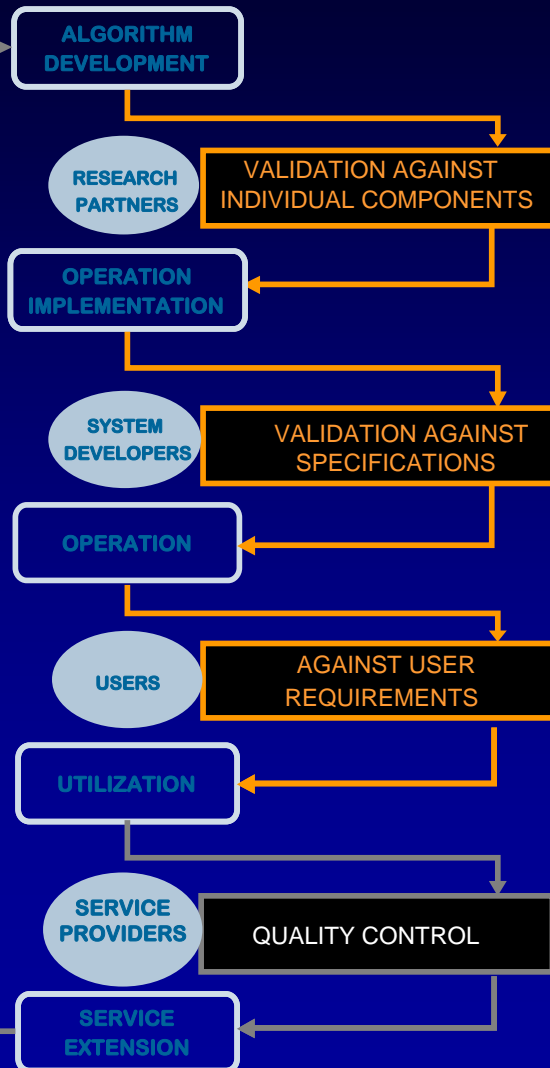 ALGORITHM
DEVELOPMENT
RESEARCH
PARTNERS
VALIDATION AGAINST
INDIVIDUAL COMPONENTS
OPERATION
IMPLEMENTATION
SYSTEM
DEVELOPERS
VALIDATION AGAINST
SPECIFICATIONS
OPERATION
USERS
AGAINST USER
REQUIREMENTS
UTILIZATION
SERVICE
PROVIDERS
QUALITY CONTROL
SERVICE
EXTENSION